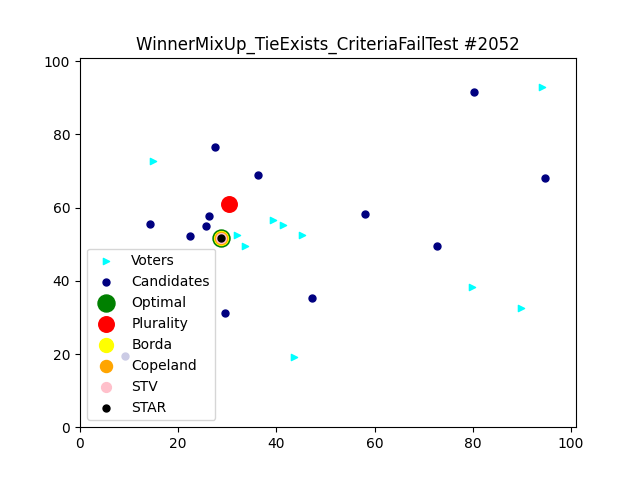 WinnerMixUp_TieExists_CriteriaFailTest #2052
100
80
60
40
20
0
Voters
Candidates
Optimal
Plurality
Borda
Copeland
STV
STAR
0 20 40 60 80 100